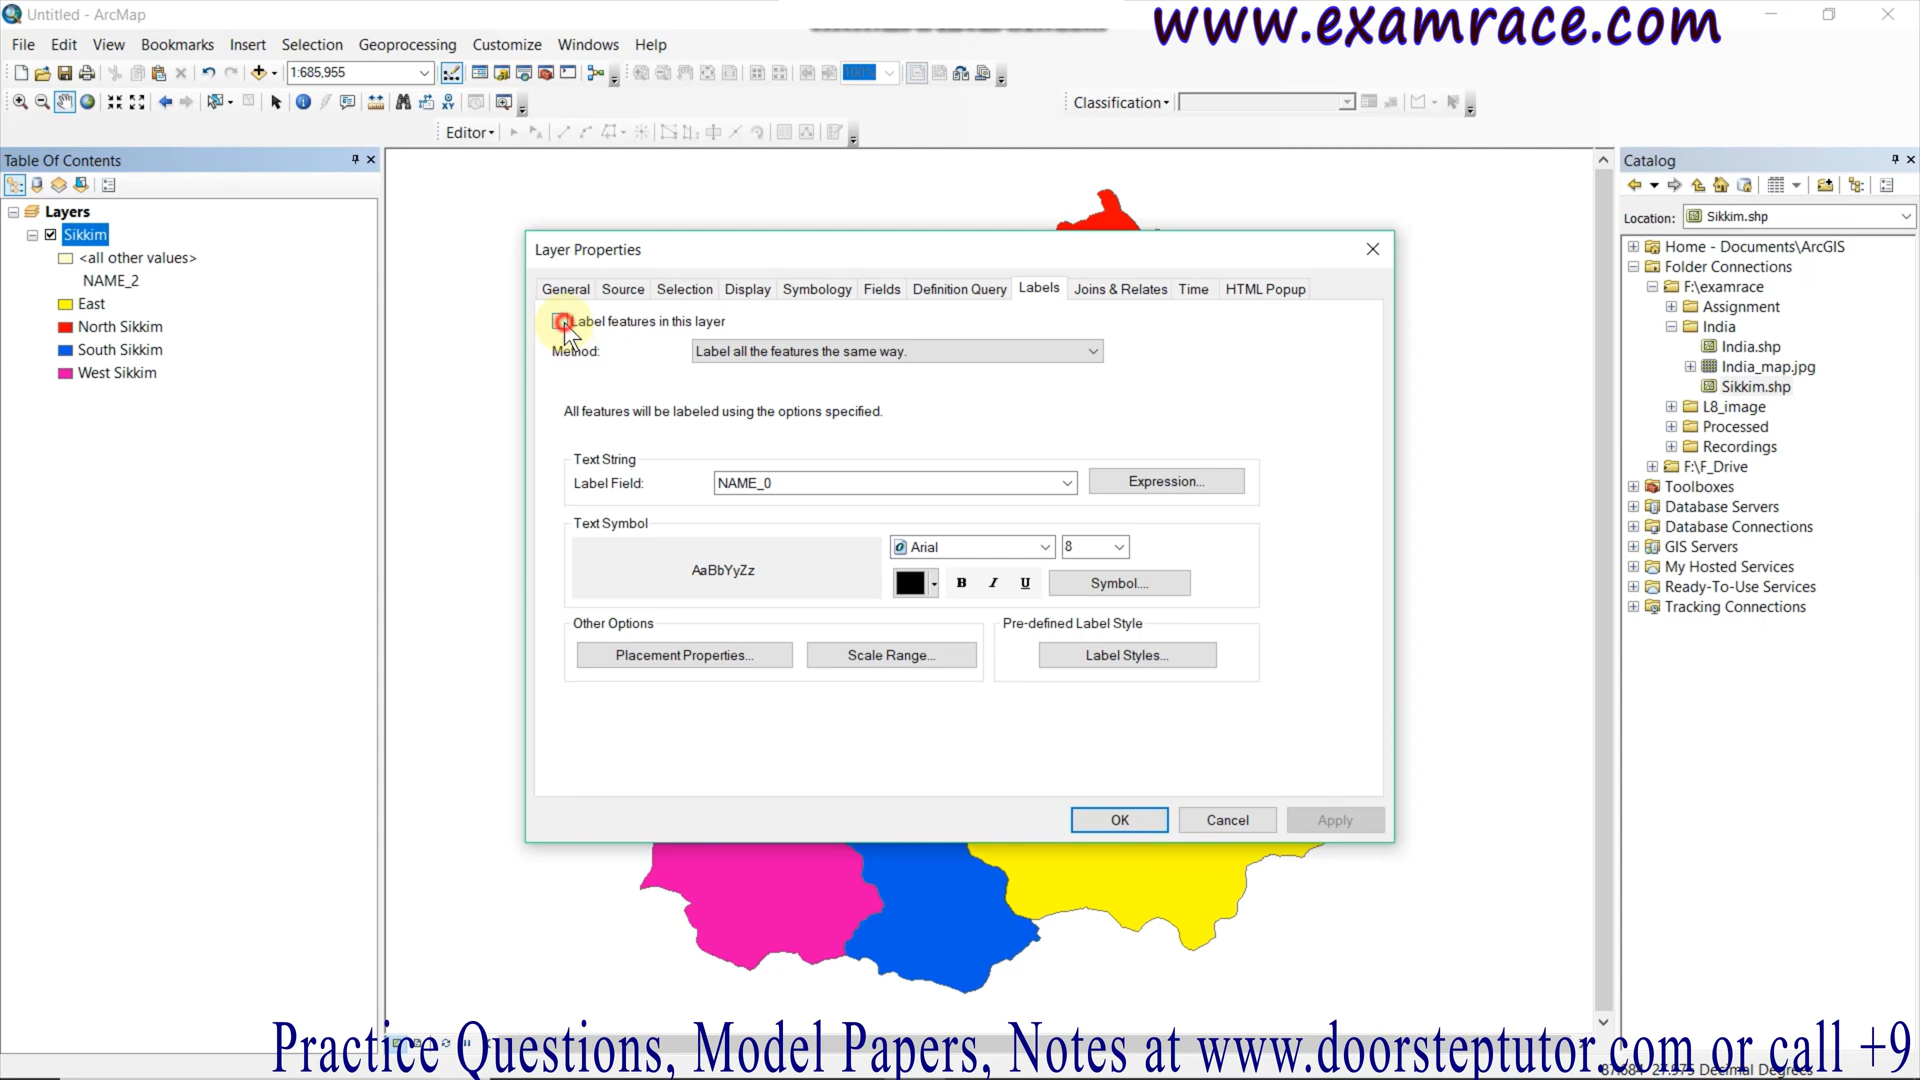 Untitled - ArcMap
www.examrace.com
File Edit View Bookmarks Insert Selection Geoprocessing Customize Windows Help
1:685,955
100%
Classification
Editor
Table Of Contents
Layers
Sikkim
<all other values>
NAME_2
East
North Sikkim
South Sikkim
West Sikkim
Layer Properties
General Source Selection Display Symbology Fields Definition Query Labels Joins & Relates Time HTML Popup
Label features in this layer
Method: Label all the features the same way.
All features will be labeled using the options specified.
Text String
Label Field: NAME_0 Expression...
Text Symbol
AaBbYyZz
Arial 8
B I U Symbol....
Other Options
Placement Properties... Scale Range...
Pre-defined Label Style
Label Styles...
OK Cancel Apply
Catalog
Location: Sikkim.shp
Home - Documents\ArcGIS
Folder Connections
F:\examrace
Assignment
India
India.shp
India_map.jpg
Sikkim.shp
L8_image
Processed
Recordings
F:\F_Drive
Toolboxes
Database Servers
Database Connections
GIS Servers
My Hosted Services
Ready-To-Use Services
Tracking Connections
Practice Questions, Model Papers, Notes at www.doorsteptutor.com or call +9
Decimal Degrees